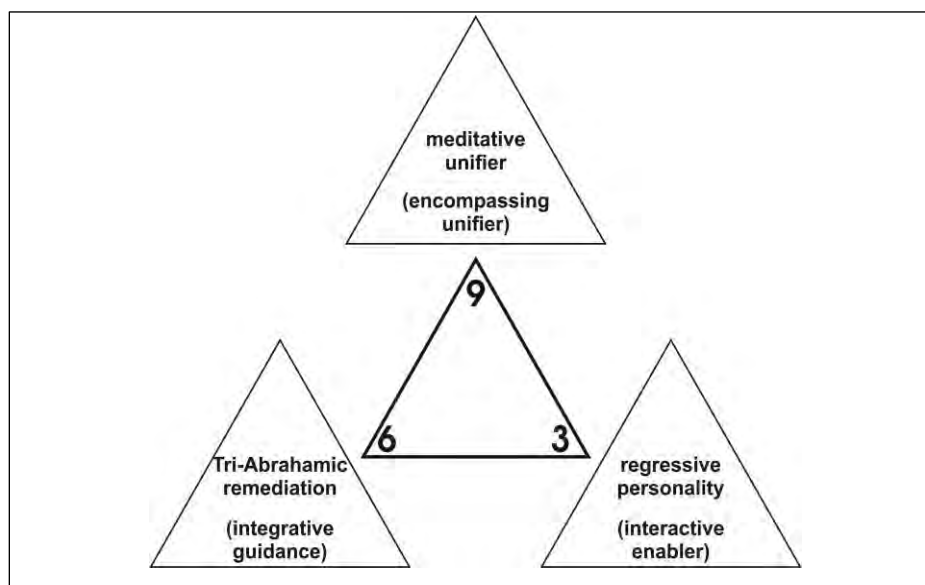 meditative
unifier
(encompassing
unifier)
9
6
3
Tri-Abrahamic
remediation
(integrative
guidance)
regressive
personality
(interactive
enabler)